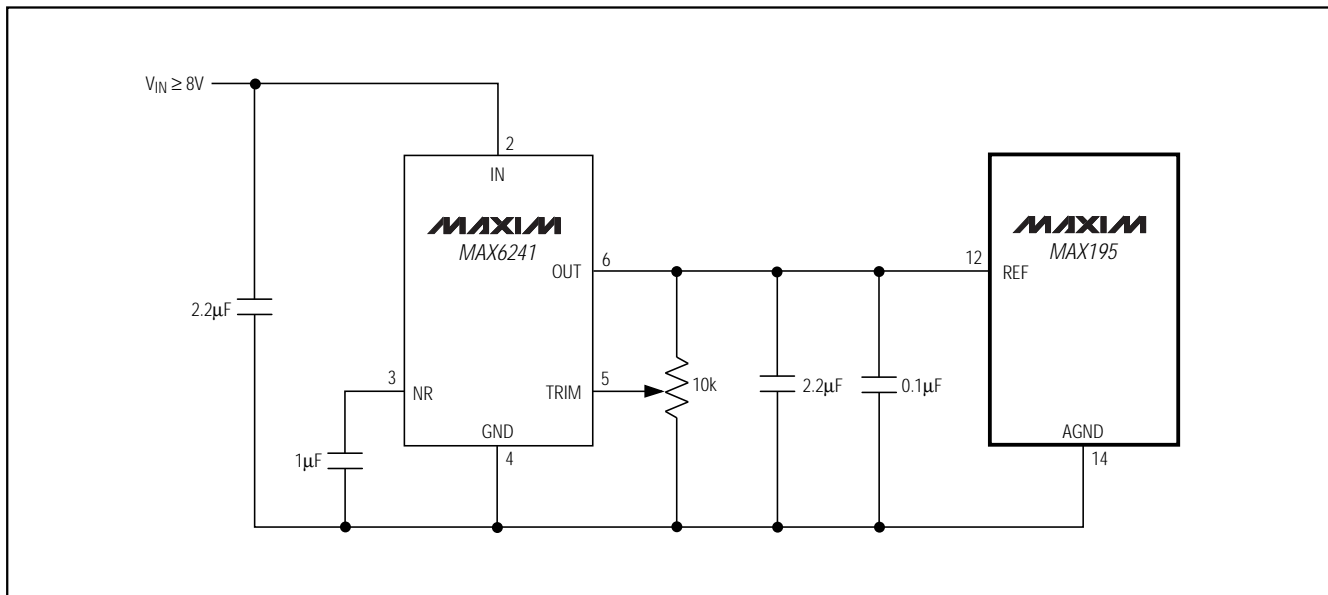 VIN ≥ 8V
2
IN
MAXIM
MAX6241
OUT
6
2.2μF
3
NR
TRIM
5
10k
2.2μF
0.1μF
GND
4
1μF
12
REF
MAXIM
MAX195
AGND
14